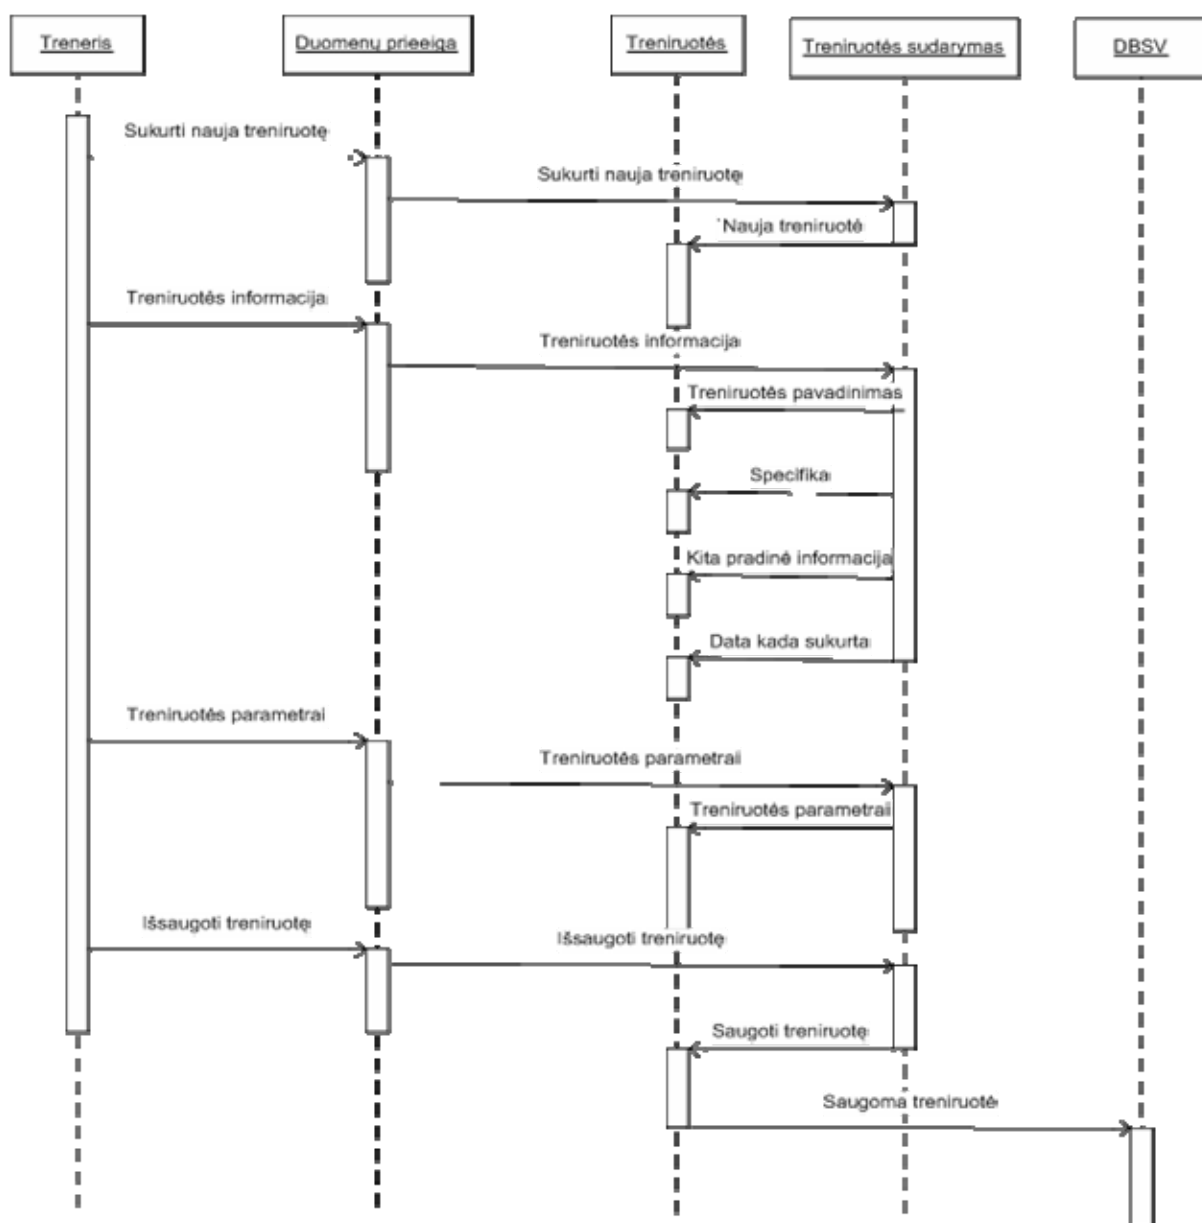 Treneris
Duomenų prieeiga
Treniruotės
Treniruotės sudarymas
DBSV
Sukurti nauja treniruotę
Sukurti nauja treniruotę
Nauja treniruotė
Treniruotės informacija
Treniruotės informacija
Treniruotės pavadinimas
Specifika
Kita pradinė informacija
Data kada sukurta
Treniruotės parametrai
Treniruotės parametrai
Treniruotės parametrai
Išsaugoti treniruotę
Išsaugoti treniruotę
Saugoti treniruotę
Saugoma treniruotė